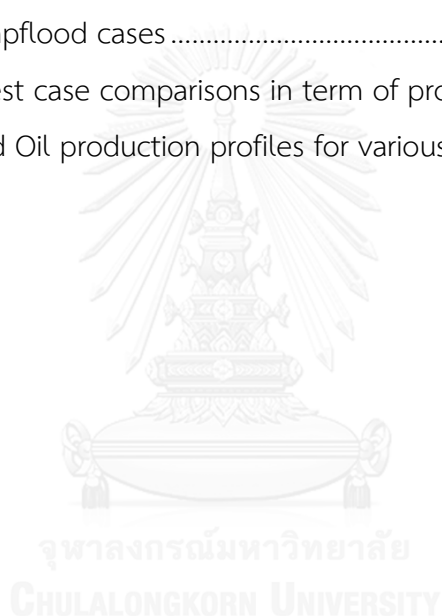 pflood cases ........................................
est case comparisons in term of pro
d Oil production profiles for various
จุฬาลงกรณ์มหาวิทยาลัย
CHULALONGKORN UNIVERSITY